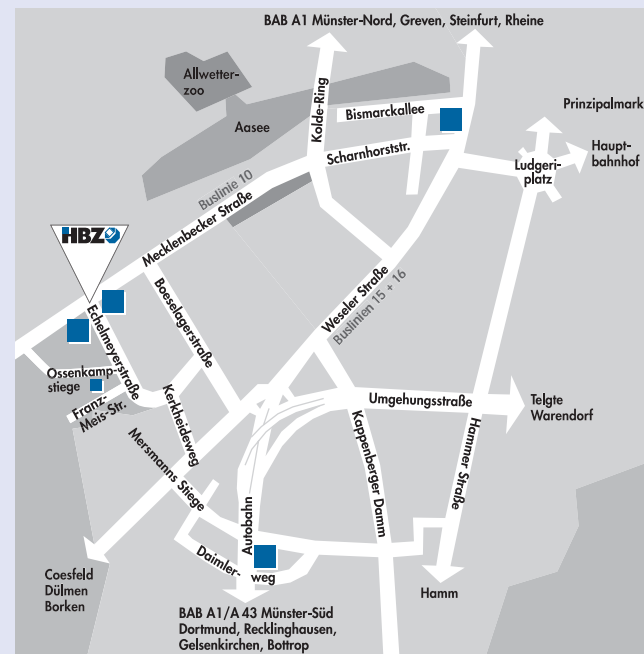 BAB A1 Münster-Nord, Greven, Steinfurt, Rheine
Allwetter-
zoo
Kolde-Ring
Bismarckallee
Prinzipalmarkt
Aasee
Scharnhorststr.
Haupt-
bahnhof
Ludgeri-
platz
Buslinie 10
Mecklenbecker Straße
HBZ
Weseler Straße
Buslinien 15 + 16
Boeselagerstraße
Echelmeyerstraße
Ossenkamp-
stiege
Franz-
Meis-Str.
Kerkheideweg
Umgehungsstraße
Telgte
Warendorf
Mersmanns Stiege
Kappenberger Damm
Hammer Straße
Autobahn
Daimler-
weg
Coesfeld
Dülmen
Borken
Hamm
BAB A1/A 43 Münster-Süd
Dortmund, Recklinghausen,
Gelsenkirchen, Bottrop